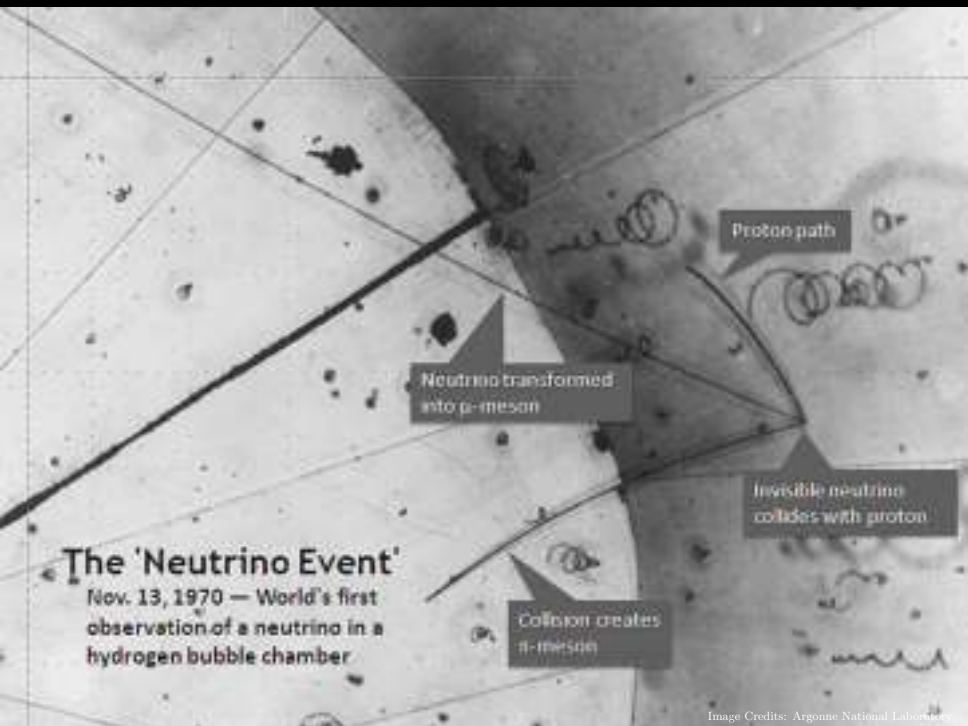 Proton path
Neutrino transformed
into μ-meson
Invisible neutrino
collides with proton
The 'Neutrino Event'
Nov. 13, 1970 — World's first
observation of a neutrino in a
hydrogen bubble chamber
Collision creates
π-meson
Image Credits: Argonne National Laboratory